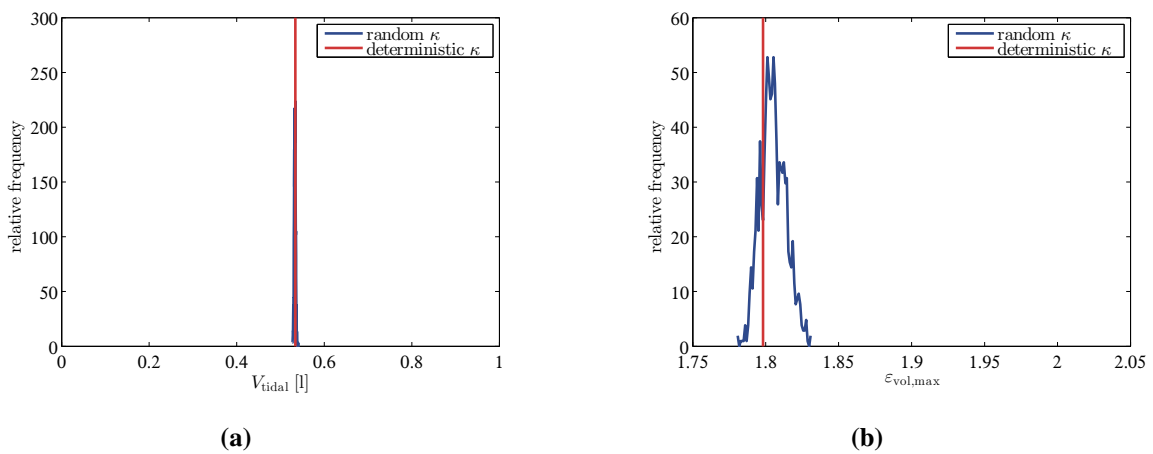 300
250
200
150
100
50
0
relative frequency
random κ
deterministic κ
0 0.2 0.4 0.6 0.8 1
V_tidal [l]
(a)
60
50
40
30
20
10
0
relative frequency
random κ
deterministic κ
1.75 1.8 1.85 1.9 1.95 2 2.05
ε_vol,max
(b)